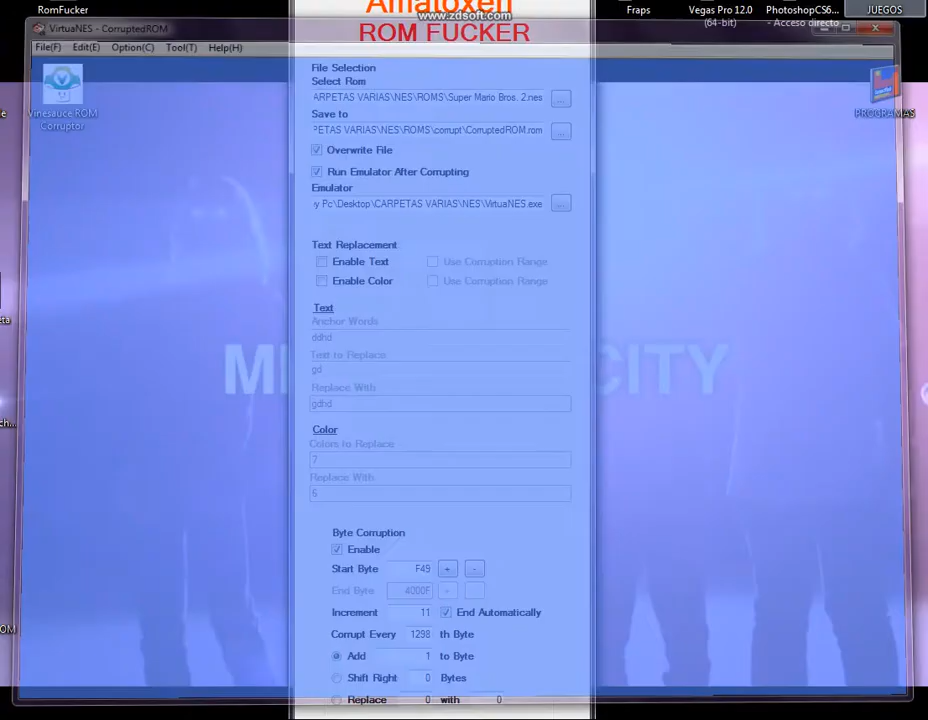 RomFucker
Amatoxen
Fraps
Vegas Pro 12.0
(64-bit)
PhotoshopCS6...
- Acceso directo
JUEGOS
www.zdsoft.com
ROM FUCKER
VirtuaNES - CorruptedROM
File(F) Edit(E) Option(C) Tool(T) Help(H)
Vinesauce ROM
Corruptor
PROGRAMAS
File Selection
Select Rom
ARPETAS VARIAS\NES\ROMS\Super Mario Bros. 2.nes ...
Save to
PETAS VARIAS\NES\ROMS\corrupt\CorruptedROM.rom ...
Overwrite File
Run Emulator After Corrupting
Emulator
y Pc\Desktop\CARPETAS VARIAS\NES\VirtuaNES.exe ...
Text Replacement
Enable Text Use Corruption Range
Enable Color Use Corruption Range
Text
Anchor Words
ddhd
Text to Replace
gd
Replace With
gdhd
CITY
Color
Colors to Replace
7
Replace With
6
Byte Corruption
Enable
Start Byte F49 + -
End Byte 4000F + -
Increment 11 End Automatically
Corrupt Every 1298 th Byte
Add 1 to Byte
Shift Right 0 Bytes
Replace 0 with 0